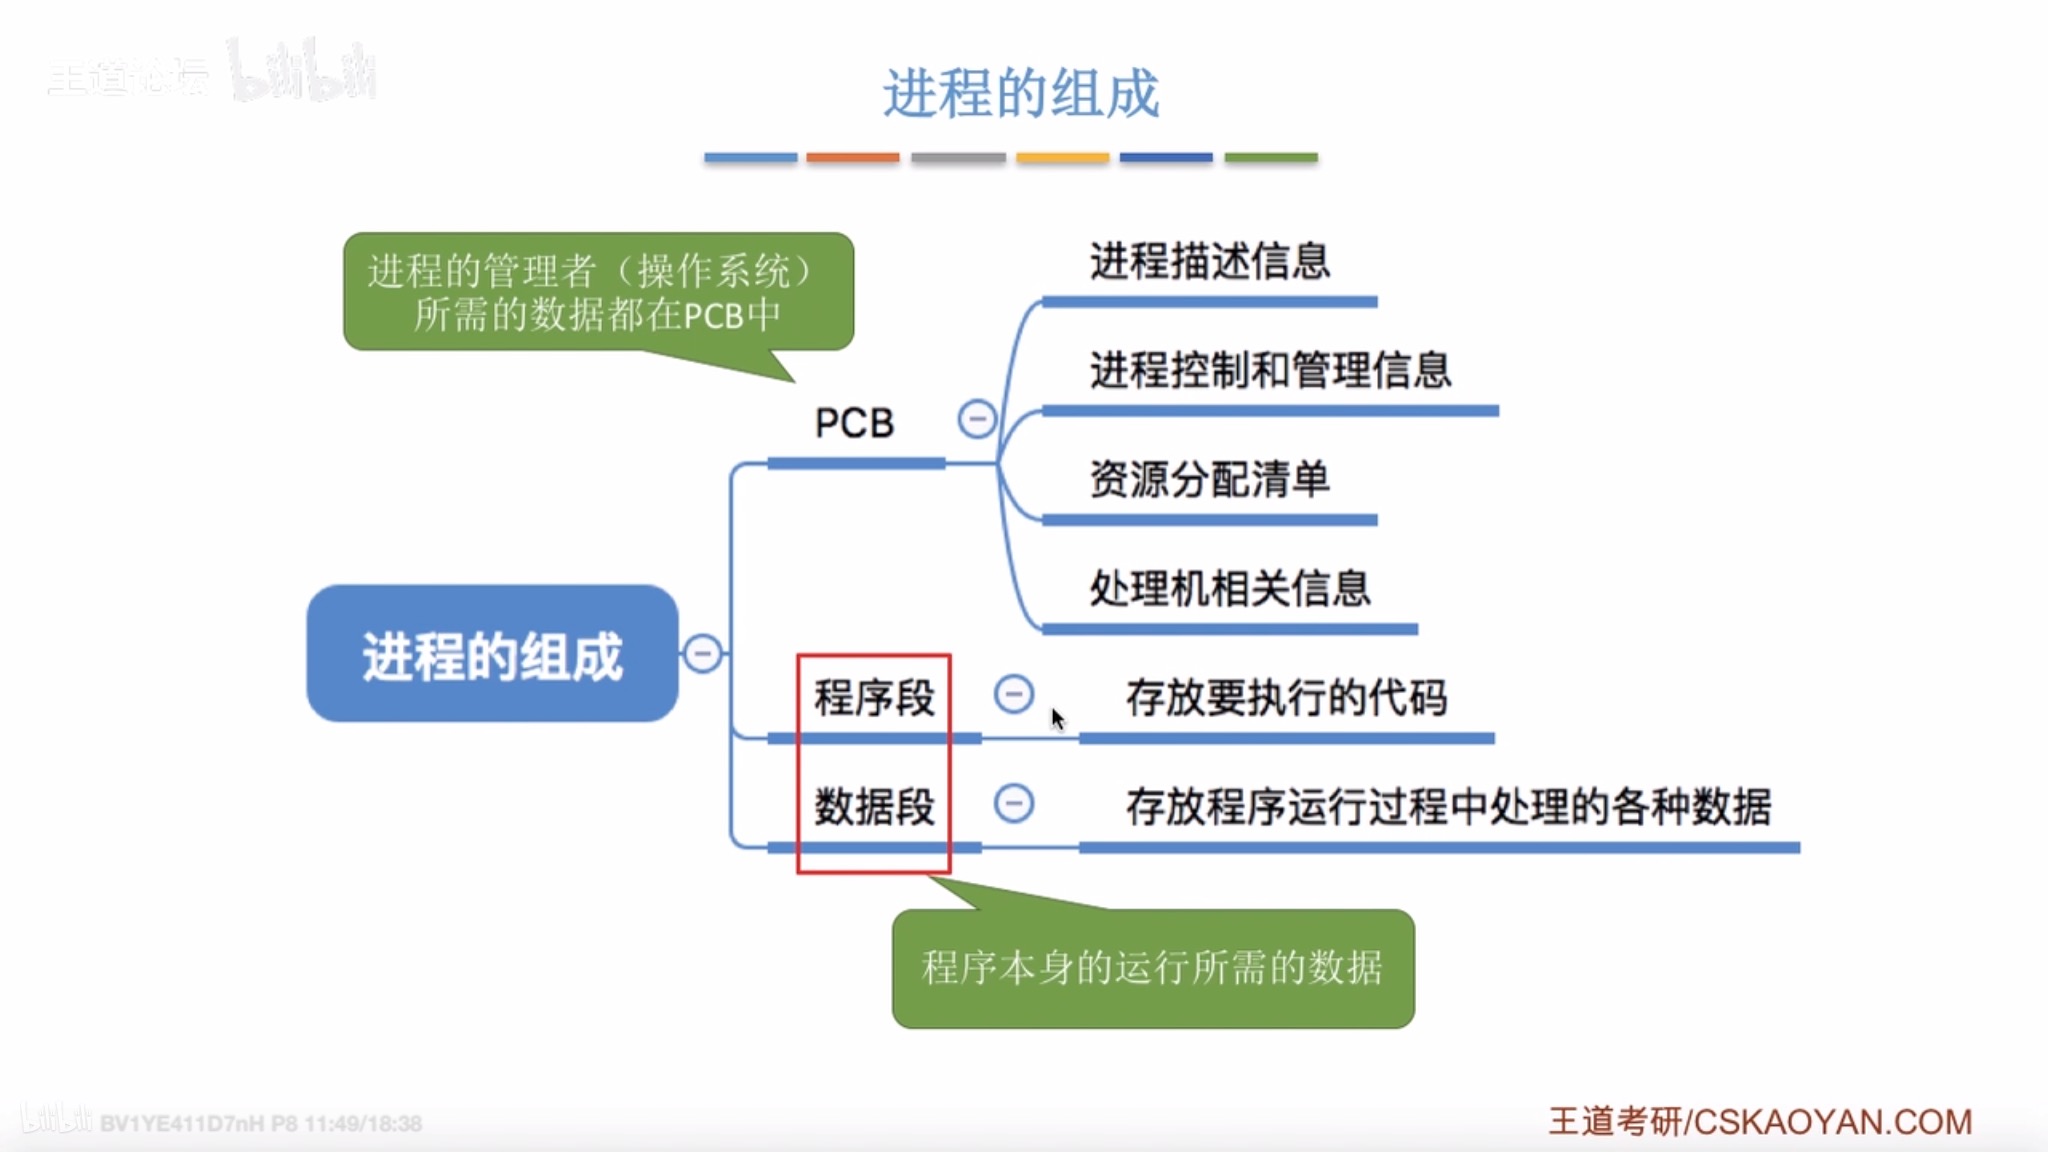 王道论坛 bilibili
进程的组成
进程的管理者（操作系统）
所需的数据都在PCB中
进程描述信息
进程控制和管理信息
PCB
资源分配清单
处理机相关信息
进程的组成
程序段
存放要执行的代码
数据段
存放程序运行过程中处理的各种数据
程序本身的运行所需的数据
bilibili BV1YE411D7nH P8 11:49/18:38
王道考研/CSKAOYAN.COM